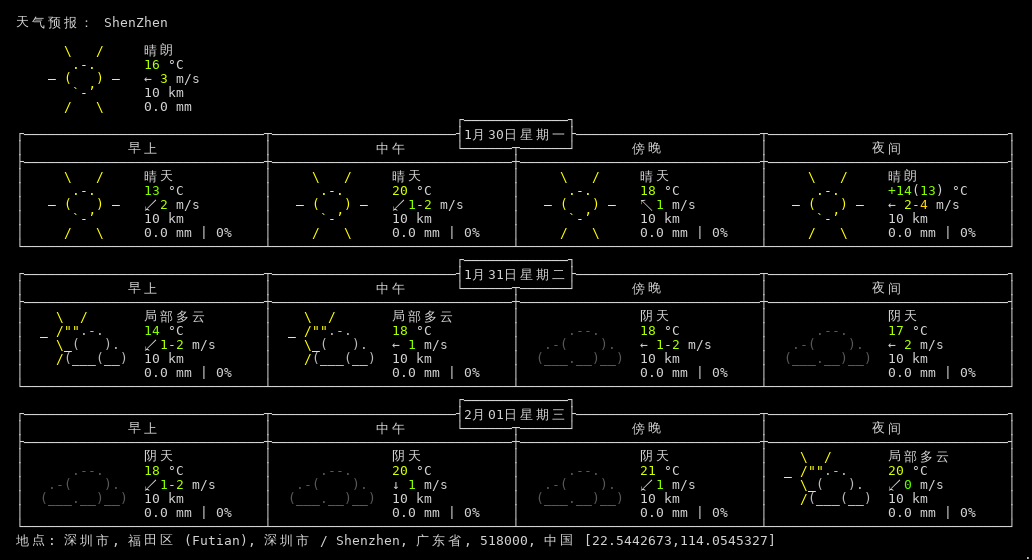 天气预报： ShenZhen
晴朗
16 °C
← 3 m/s
10 km
0.0 mm
1月30日星期一
早上 中午 傍晚 夜间
晴天 晴天 晴天 晴朗
13 °C 20 °C 18 °C +14(13) °C
↙ 2 m/s ↙ 1-2 m/s ↖ 1 m/s ← 2-4 m/s
10 km 10 km 10 km 10 km
0.0 mm | 0% 0.0 mm | 0% 0.0 mm | 0% 0.0 mm | 0%
1月31日星期二
早上 中午 傍晚 夜间
局部多云 局部多云 阴天 阴天
14 °C 18 °C 18 °C 17 °C
↙ 1-2 m/s ← 1 m/s ← 1-2 m/s ← 2 m/s
10 km 10 km 10 km 10 km
0.0 mm | 0% 0.0 mm | 0% 0.0 mm | 0% 0.0 mm | 0%
2月01日星期三
早上 中午 傍晚 夜间
阴天 阴天 阴天 局部多云
18 °C 20 °C 21 °C 20 °C
↙ 1-2 m/s ↓ 1 m/s ↙ 1 m/s ↙ 0 m/s
10 km 10 km 10 km 10 km
0.0 mm | 0% 0.0 mm | 0% 0.0 mm | 0% 0.0 mm | 0%
地点: 深圳市, 福田区 (Futian), 深圳市 / Shenzhen, 广东省, 518000, 中国 [22.5442673,114.0545327]